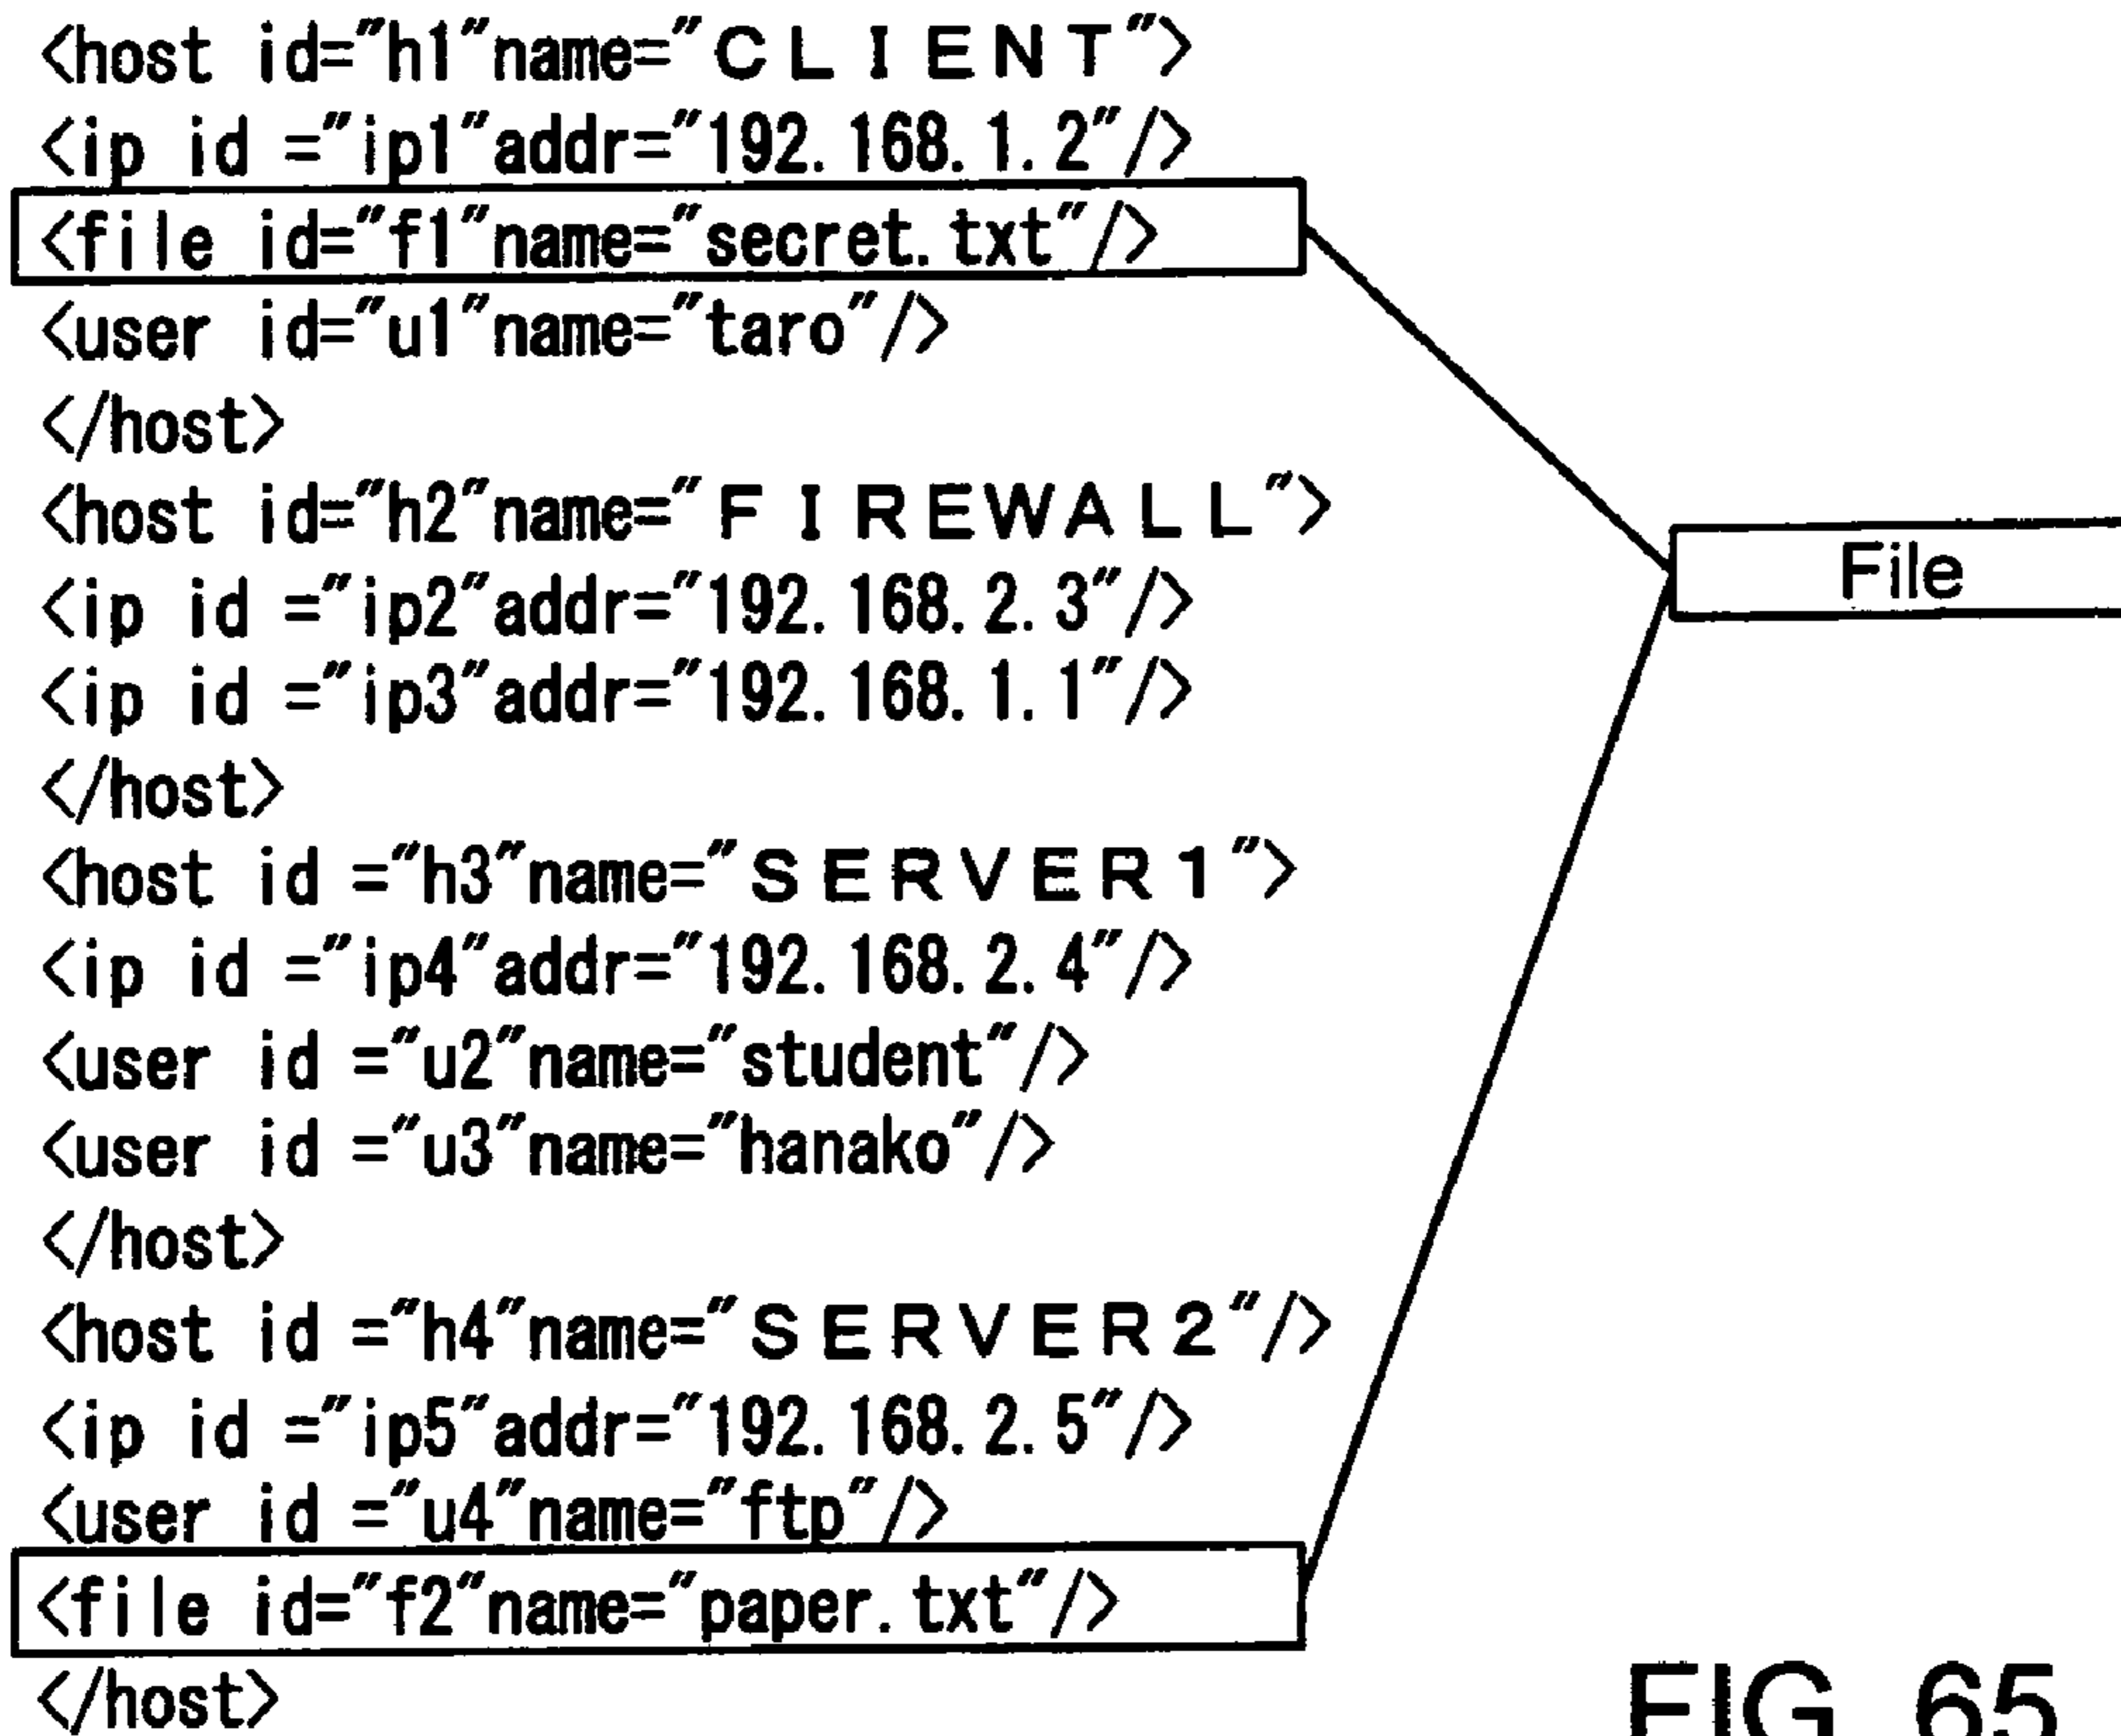 <host id="h1"name="CLIENT">
<ip id ="ip1"addr="192.168.1.2"/>
<file id="f1"name="secret.txt"/>
<user id="u1"name="taro"/>
</host>
<host id="h2"name="FIREWALL">
<ip id ="ip2"addr="192.168.2.3"/>
File
<ip id ="ip3"addr="192.168.1.1"/>
</host>
<host id ="h3"name="SERVER1">
<ip id ="ip4"addr="192.168.2.4"/>
<user id ="u2"name="student"/>
<user id ="u3"name="hanako"/>
</host>
<host id ="h4"name="SERVER2"/>
<ip id ="ip5"addr="192.168.2.5"/>
<user id ="u4"name="ftp"/>
<file id="f2"name="paper.txt"/>
</host>
FIG 65